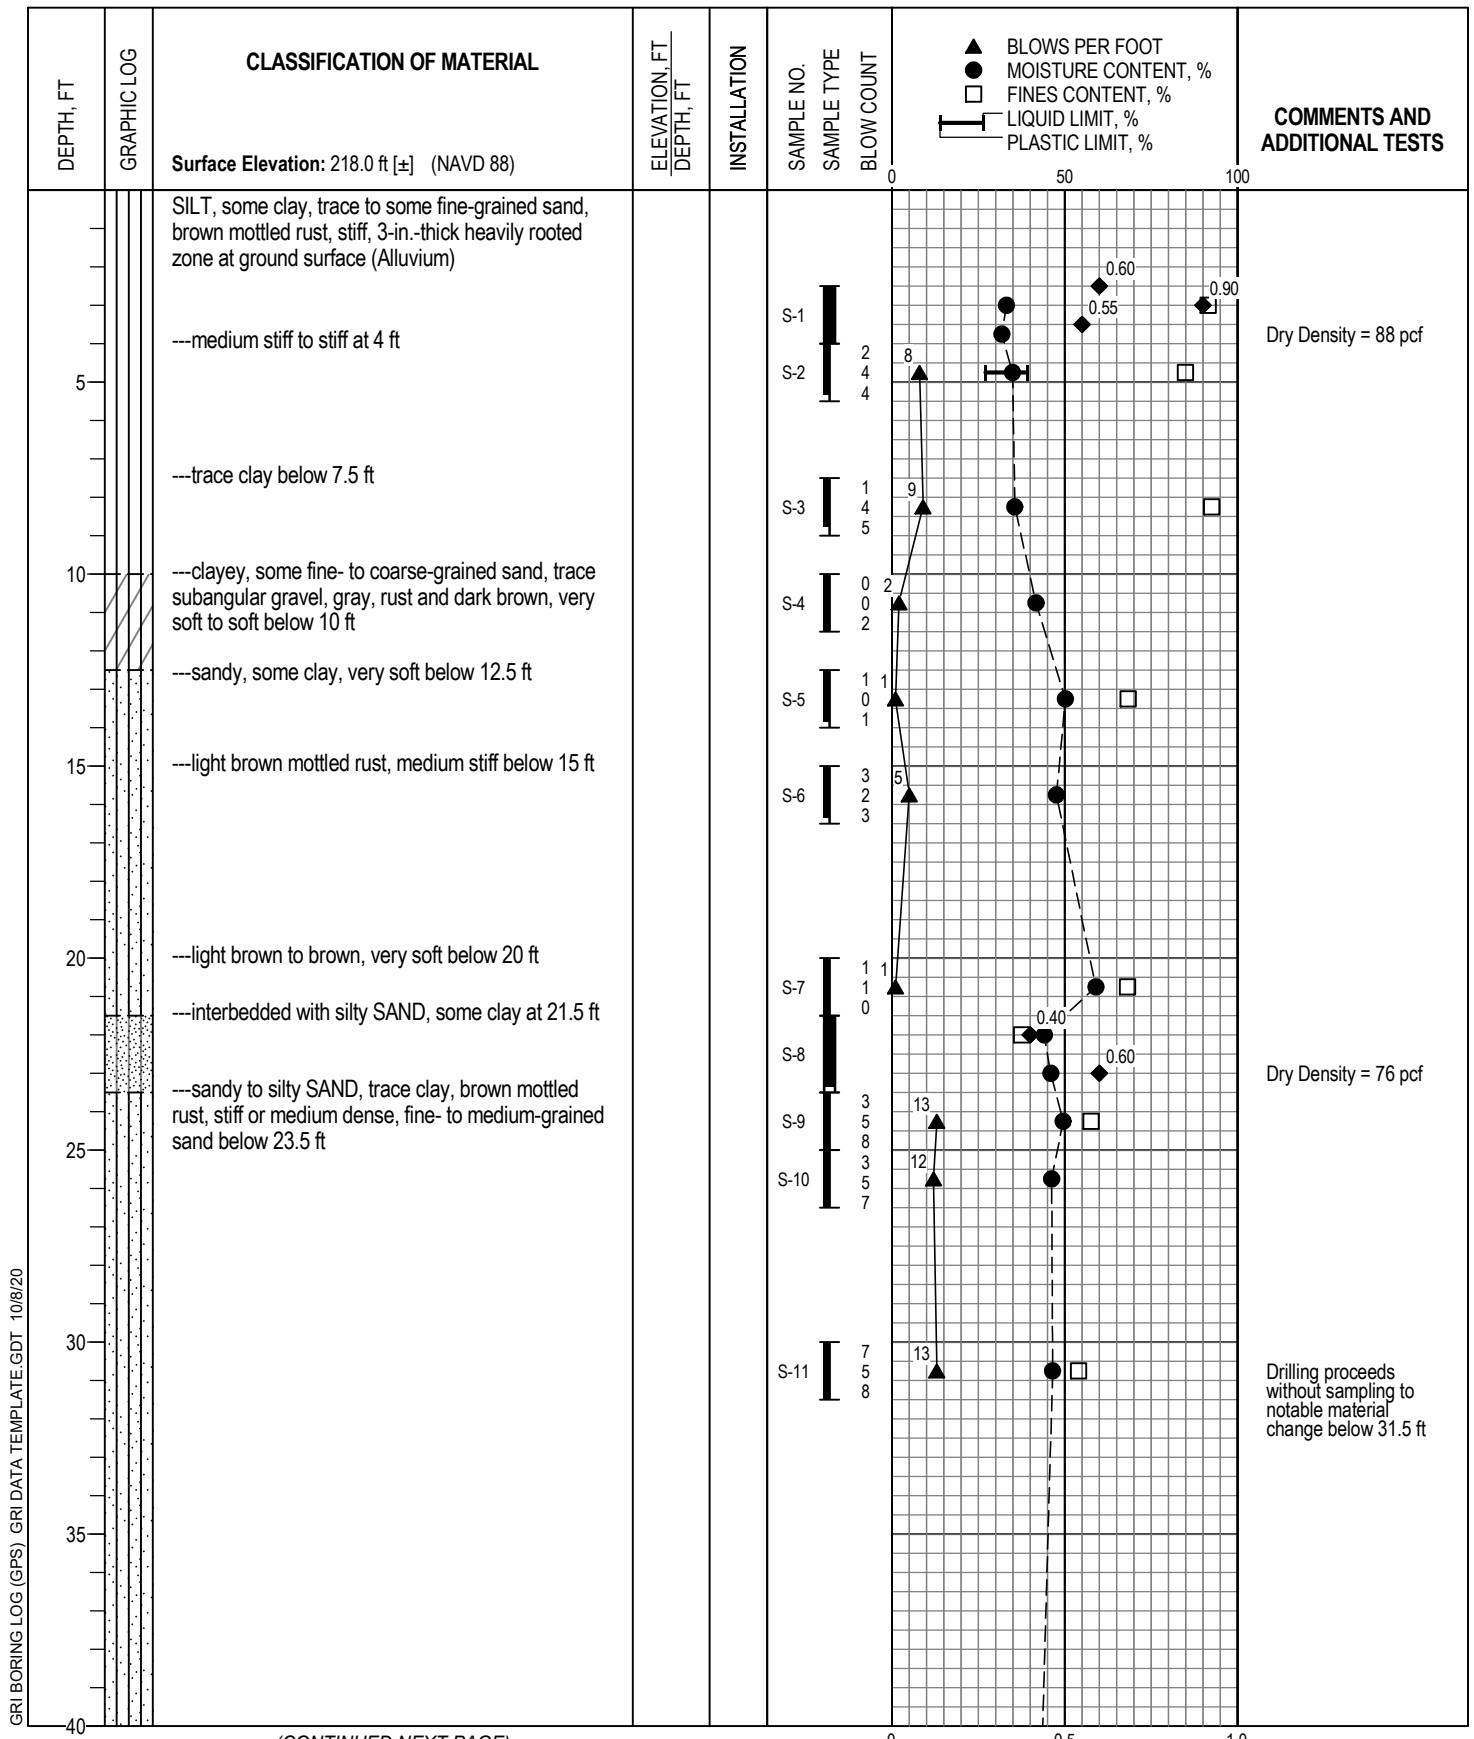 DEPTH, FT
GRAPHIC LOG
CLASSIFICATION OF MATERIAL
Surface Elevation: 218.0 ft [±] (NAVD 88)
ELEVATION, FT
DEPTH, FT
INSTALLATION
SAMPLE NO.
SAMPLE TYPE
BLOW COUNT
BLOWS PER FOOT
MOISTURE CONTENT, %
FINES CONTENT, %
LIQUID LIMIT, %
PLASTIC LIMIT, %
0 50 100
COMMENTS AND
ADDITIONAL TESTS
SILT, some clay, trace to some fine-grained sand,
brown mottled rust, stiff, 3-in.-thick heavily rooted
zone at ground surface (Alluvium)
0.60
0.90
S-1
0.55
Dry Density = 88 pcf
---medium stiff to stiff at 4 ft
5
S-2
2
4
4
8
---trace clay below 7.5 ft
S-3
1
4
5
9
10
---clayey, some fine- to coarse-grained sand, trace
subangular gravel, gray, rust and dark brown, very
soft to soft below 10 ft
S-4
0
0
2
2
---sandy, some clay, very soft below 12.5 ft
S-5
1
0
1
1
15
---light brown mottled rust, medium stiff below 15 ft
S-6
3
2
3
5
20
---light brown to brown, very soft below 20 ft
S-7
1
1
0
1
---interbedded with silty SAND, some clay at 21.5 ft
0.40
S-8
0.60
Dry Density = 76 pcf
---sandy to silty SAND, trace clay, brown mottled
rust, stiff or medium dense, fine- to medium-grained
sand below 23.5 ft
S-9
3
5
8
13
25
S-10
3
5
7
12
30
S-11
7
5
8
13
Drilling proceeds
without sampling to
notable material
change below 31.5 ft
35
40
GRI BORING LOG (GPS) GRI DATA TEMPLATE.GDT 10/8/20
(CONTINUED NEXT PAGE)
0 0.5 1.0